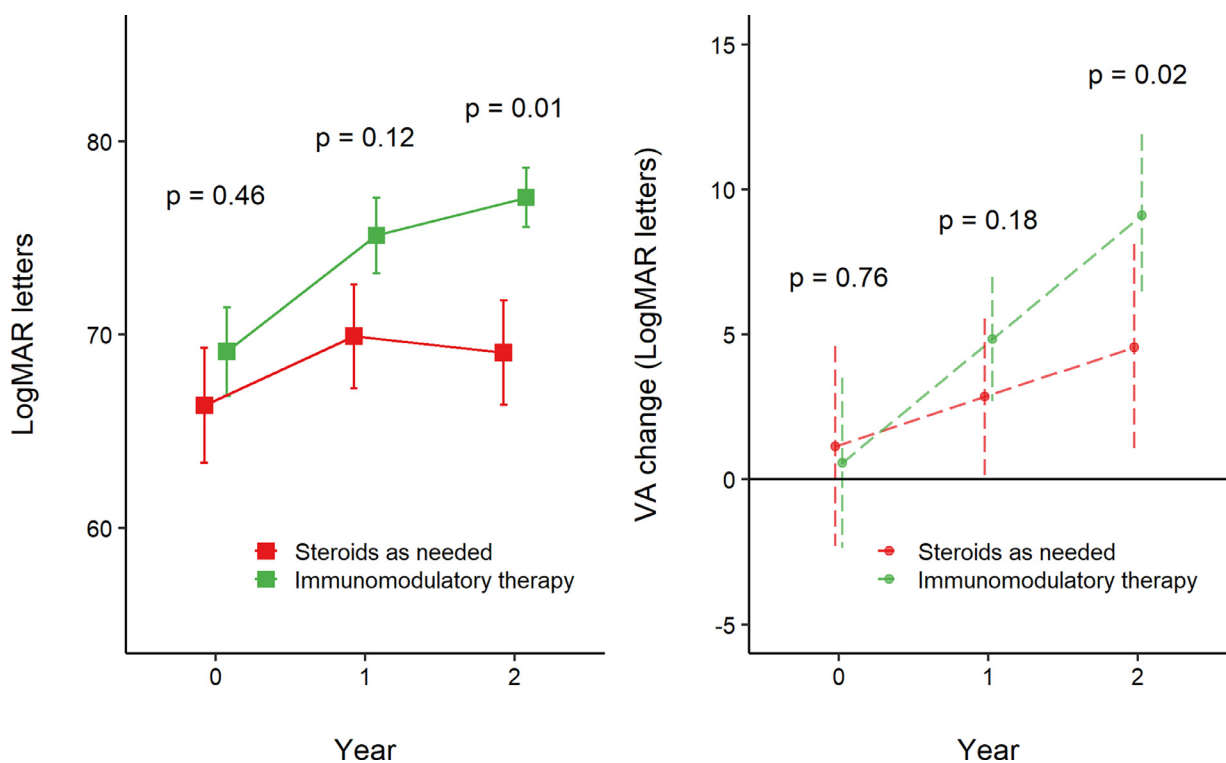 LogMAR letters
80
70
60
p = 0.46
p = 0.12
p = 0.01
Steroids as needed
Immunomodulatory therapy
0
1
2
Year
VA change (LogMAR letters)
15
10
5
0
-5
p = 0.76
p = 0.18
p = 0.02
Steroids as needed
Immunomodulatory therapy
0
1
2
Year